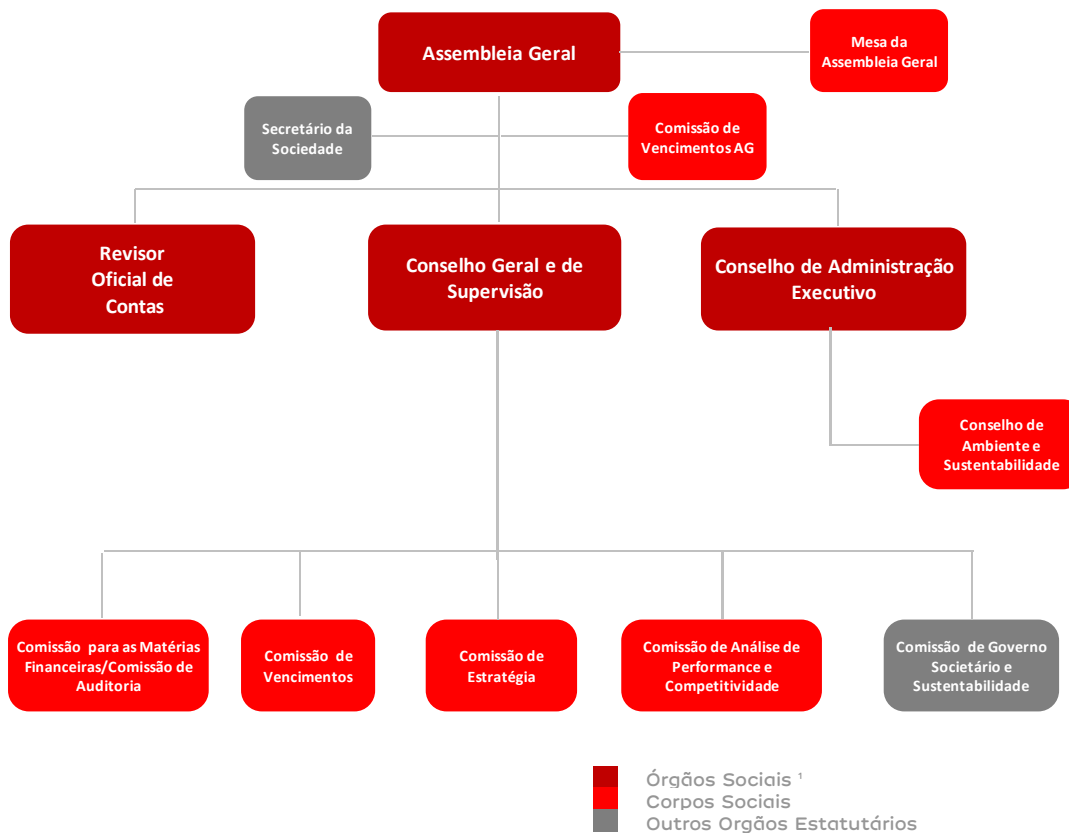 Assembleia Geral
Mesa da
Assembleia Geral
Secretário da
Sociedade
Comissão de
Vencimentos AG
Revisor
Oficial de
Contas
Conselho Geral e de
Supervisão
Conselho de Administração
Executivo
Conselho de
Ambiente e
Sustentabilidade
Comissão para as Matérias
Financeiras/Comissão de
Auditoria
Comissão de
Vencimentos
Comissão de
Estratégia
Comissão de Análise de
Performance e
Competitividade
Comissão de Governo
Societário e
Sustentabilidade
Órgãos Sociais ¹
Corpos Sociais
Outros Orgãos Estatutários